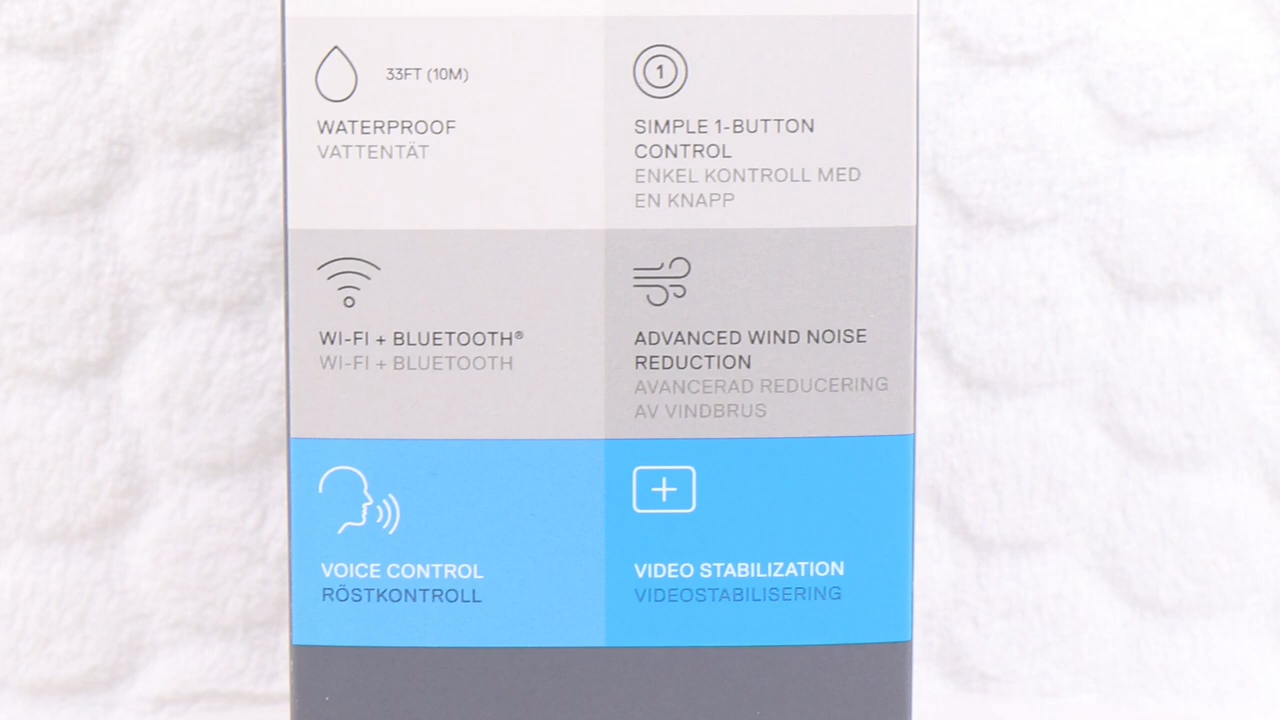 33FT (10M)
WATERPROOF
VATTENTÄT
1
SIMPLE 1-BUTTON
CONTROL
ENKEL KONTROLL MED
EN KNAPP
WI-FI + BLUETOOTH®
WI-FI + BLUETOOTH
ADVANCED WIND NOISE
REDUCTION
AVANCERAD REDUCERING
AV VINDBRUS
VOICE CONTROL
RÖSTKONTROLL
VIDEO STABILIZATION
VIDEOSTABILISERING